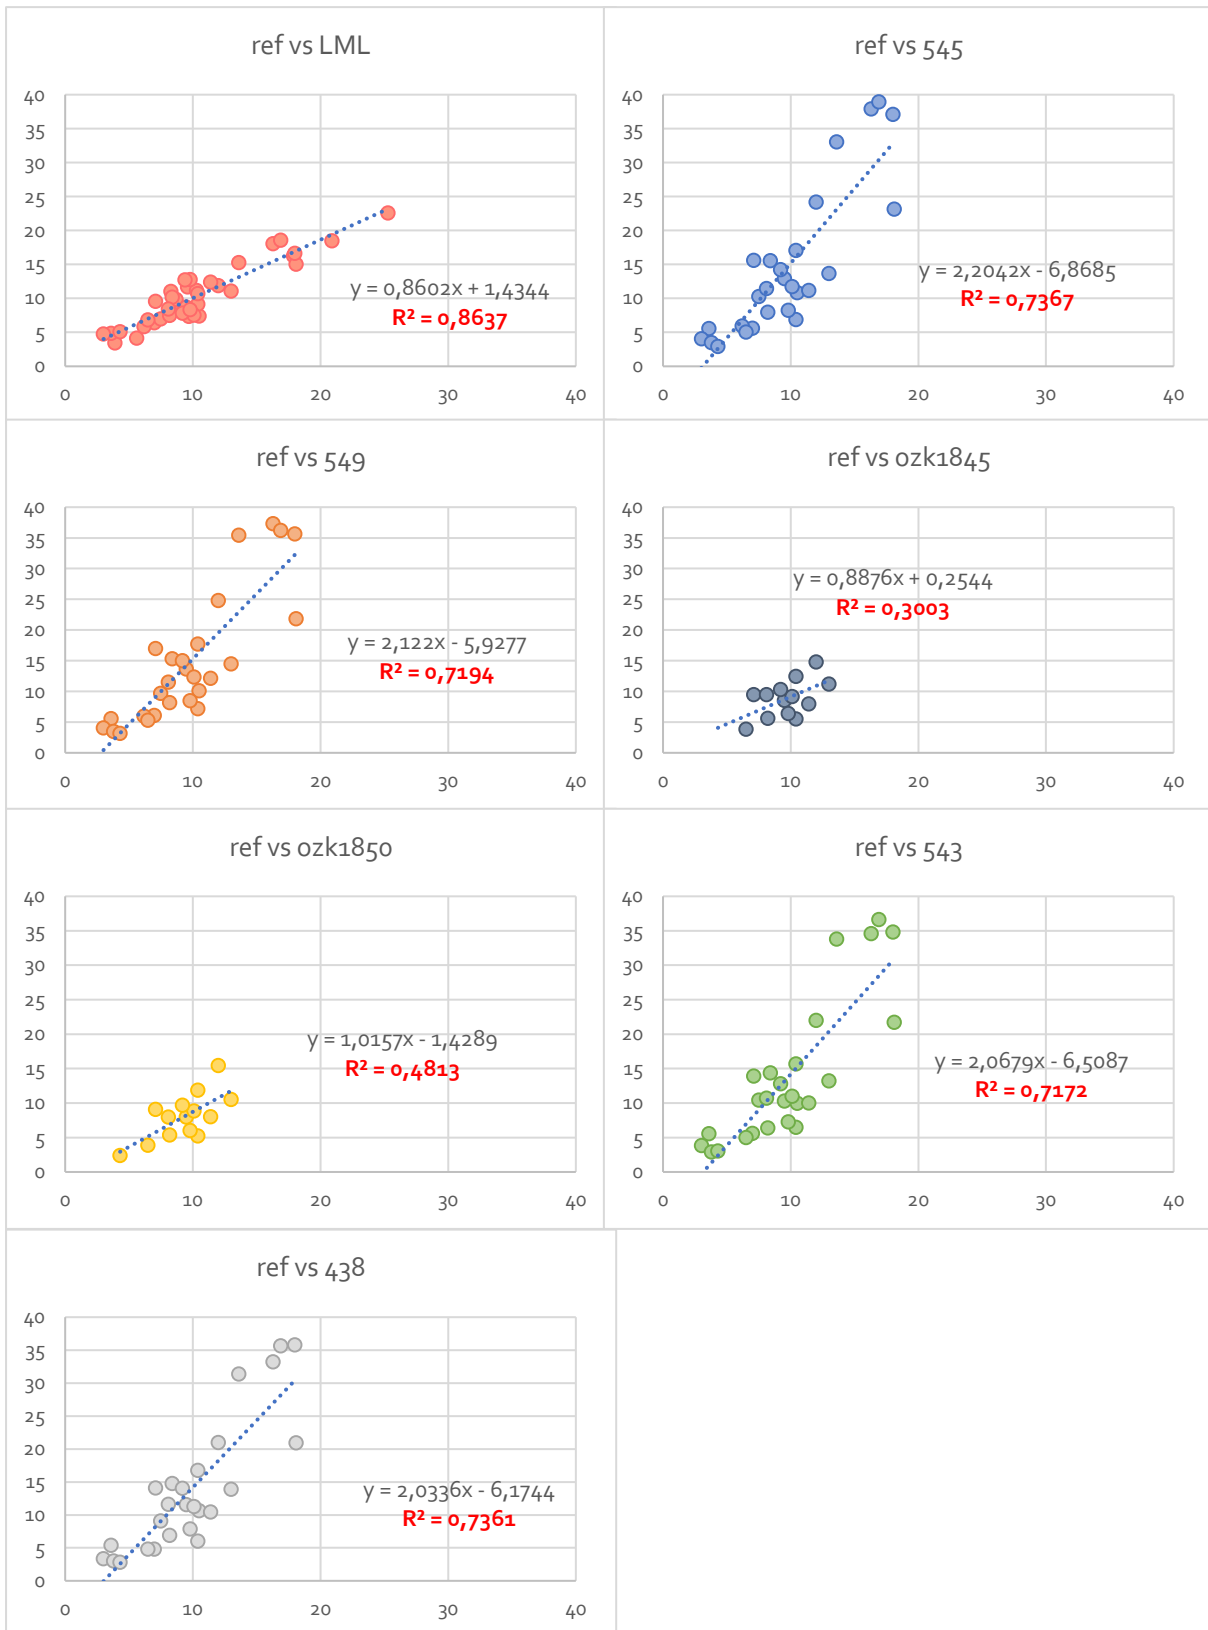 ref vs LML
40
35
30
25
20
15
10
5
0
0 10 20 30 40
y = 0,8602x + 1,4344
R² = 0,8637
ref vs 545
40
35
30
25
20
15
10
5
0
0 10 20 30 40
y = 2,2042x - 6,8685
R² = 0,7367
ref vs 549
40
35
30
25
20
15
10
5
0
0 10 20 30 40
y = 2,122x - 5,9277
R² = 0,7194
ref vs ozk1845
40
35
30
25
20
15
10
5
0
0 10 20 30 40
y = 0,8876x + 0,2544
R² = 0,3003
ref vs ozk1850
40
35
30
25
20
15
10
5
0
0 10 20 30 40
y = 1,0157x - 1,4289
R² = 0,4813
ref vs 543
40
35
30
25
20
15
10
5
0
0 10 20 30 40
y = 2,0679x - 6,5087
R² = 0,7172
ref vs 438
40
35
30
25
20
15
10
5
0
0 10 20 30 40
y = 2,0336x - 6,1744
R² = 0,7361